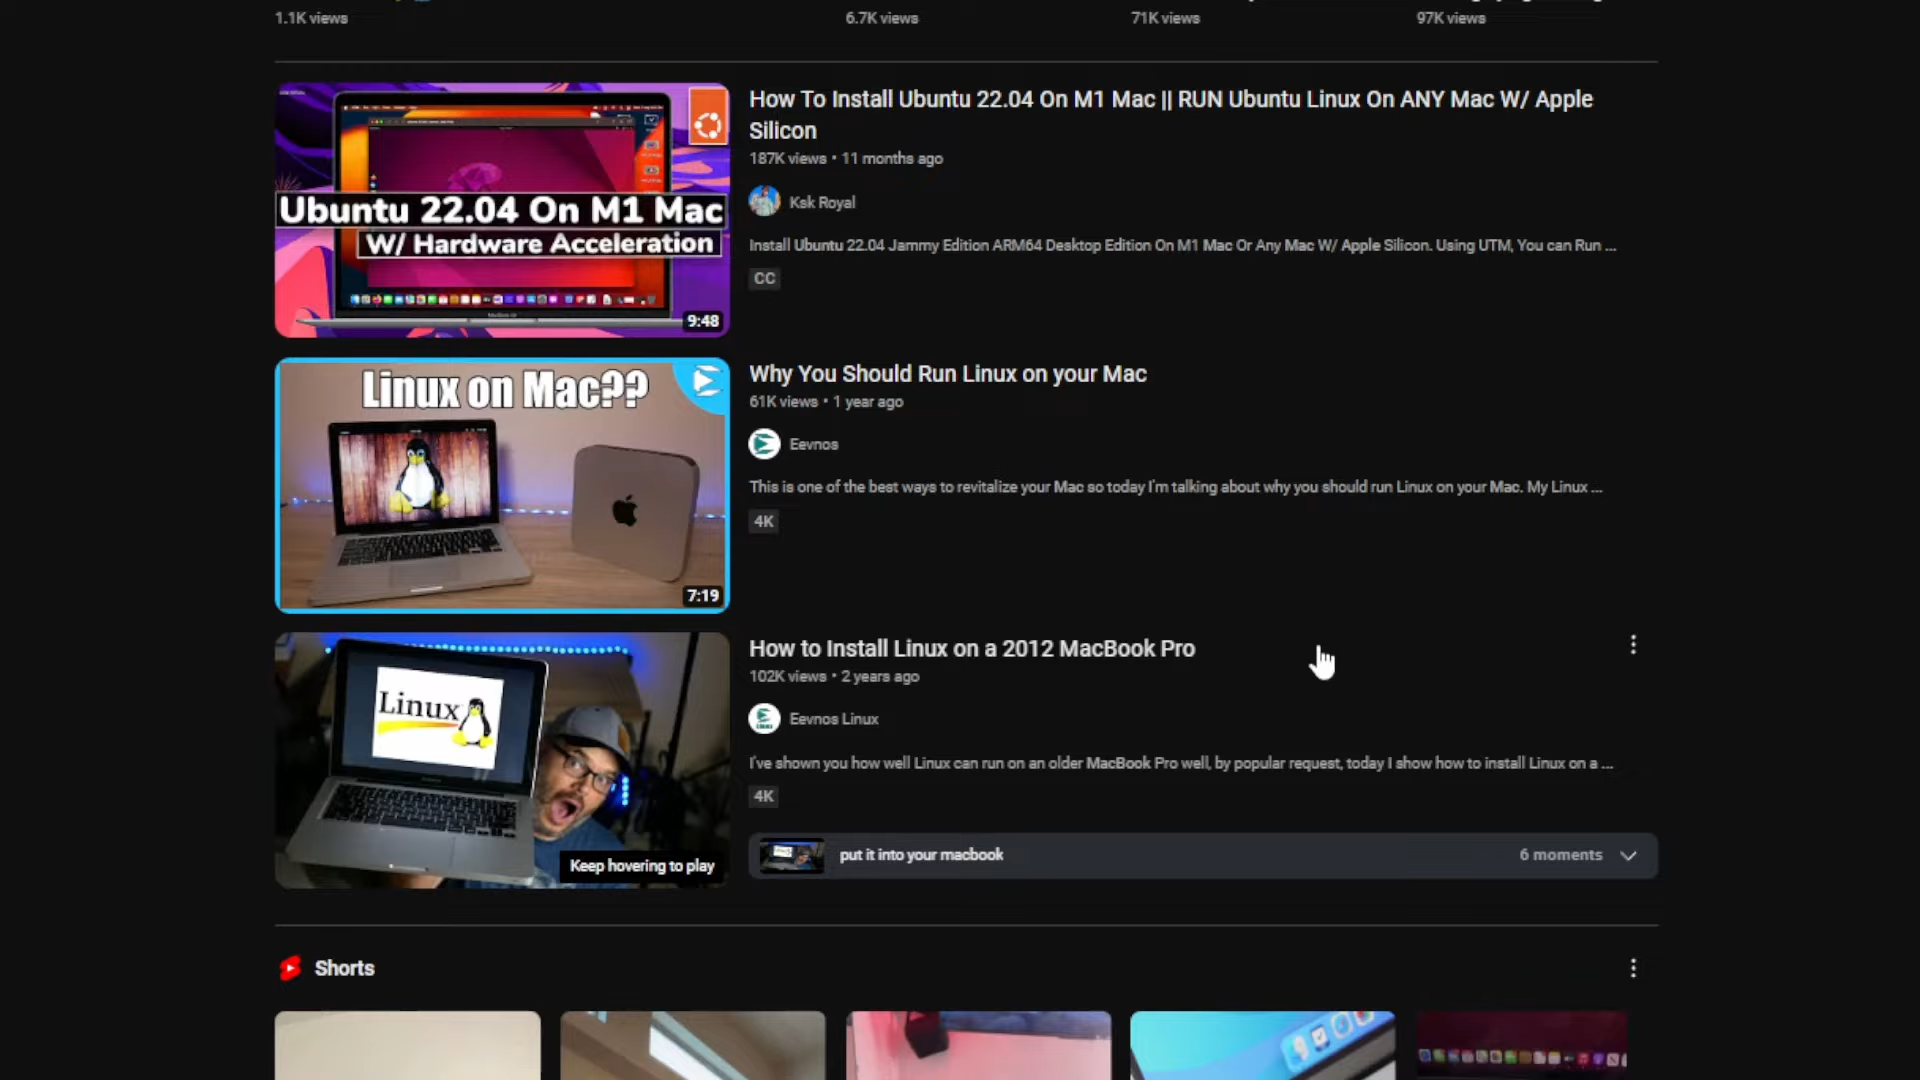 1.1K views
6.7K views
71K views
97K views
Ubuntu 22.04 On M1 Mac
W/ Hardware Acceleration
9:48
How To Install Ubuntu 22.04 On M1 Mac || RUN Ubuntu Linux On ANY Mac W/ Apple
Silicon
187K views • 11 months ago
Ksk Royal
Install Ubuntu 22.04 Jammy Edition ARM64 Desktop Edition On M1 Mac Or Any Mac W/ Apple Silicon. Using UTM, You can Run ...
CC
Linux on Mac??
7:19
Why You Should Run Linux on your Mac
61K views • 1 year ago
Eevnos
This is one of the best ways to revitalize your Mac so today I'm talking about why you should run Linux on your Mac. My Linux ...
4K
Linux
Keep hovering to play
How to Install Linux on a 2012 MacBook Pro
102K views • 2 years ago
Eevnos Linux
I've shown you how well Linux can run on an older MacBook Pro well, by popular request, today I show how to install Linux on a ...
4K
put it into your macbook
6 moments
Shorts